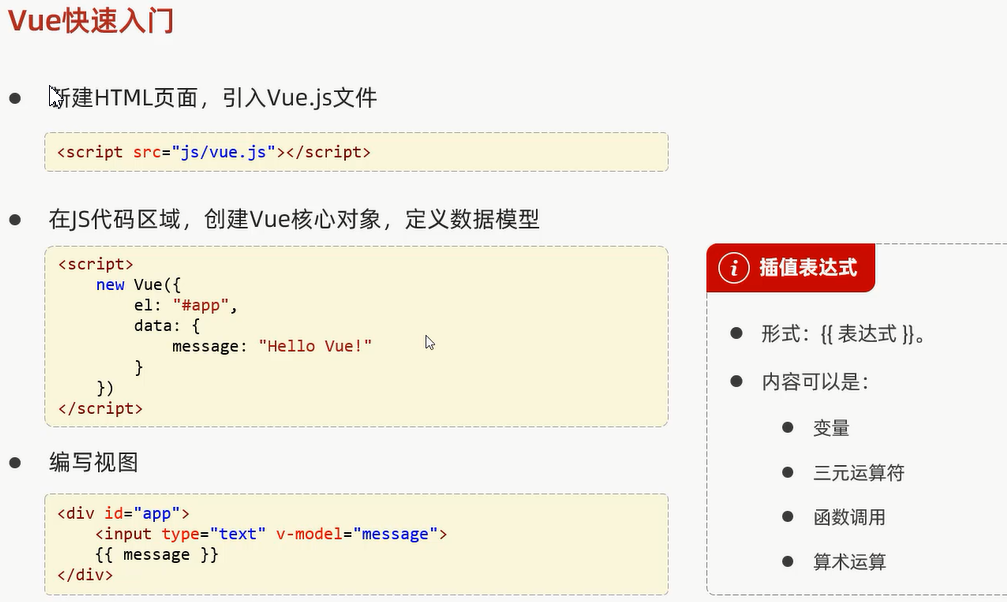 Vue快速入门
新建HTML页面，引入Vue.js文件
<script src="js/vue.js"></script>
在JS代码区域，创建Vue核心对象，定义数据模型
<script>
    new Vue({
        el: "#app",
        data: {
            message: "Hello Vue!"
        }
    })
</script>
编写视图
<div id="app">
    <input type="text" v-model="message">
    {{ message }}
</div>
插值表达式
形式：{{ 表达式 }}。
内容可以是：
变量
三元运算符
函数调用
算术运算